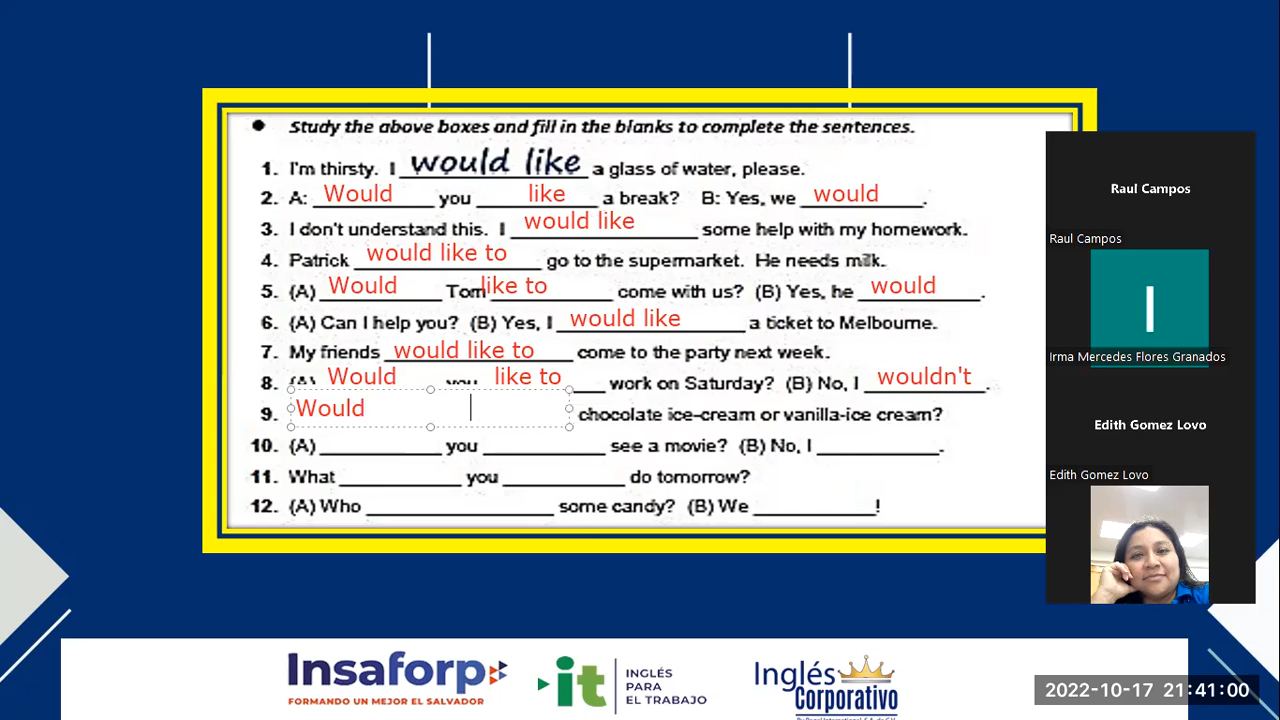 ● Study the above boxes and fill in the blanks to complete the sentences.
1. I'm thirsty. I would like a glass of water, please.
2. A: Would you like a break? B: Yes, we would.
3. I don't understand this. I would like some help with my homework.
4. Patrick would like to go to the supermarket. He needs milk.
5. (A) Would Tom like to come with us? (B) Yes, he would.
6. (A) Can I help you? (B) Yes, I would like a ticket to Melbourne.
7. My friends would like to come to the party next week.
8. (A) Would you like to work on Saturday? (B) No, I wouldn't.
9. Would chocolate ice-cream or vanilla-ice cream?
10. (A) ____________ you ____________ see a movie? (B) No, I ____________.
11. What ____________ you ____________ do tomorrow?
12. (A) Who __________________ some candy? (B) We ____________!
Raul Campos
Raul Campos
I
Irma Mercedes Flores Granados
Edith Gomez Lovo
Edith Gomez Lovo
Insaforp
FORMANDO UN MEJOR EL SALVADOR
it
INGLÉS
PARA
EL TRABAJO
Inglés
Corporativo
2022-10-17 21:41:00